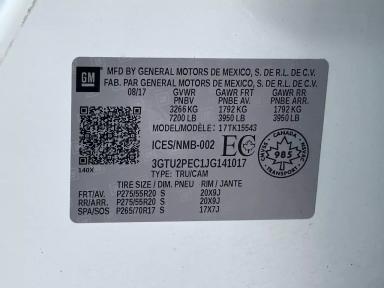 GM
MFD BY GENERAL MOTORS DE MEXICO, S. DE R.L. DE C.V.
FAB. PAR GENERAL MOTORS DE MEXICO, S. DE R.L. DE C.V.
08/17 GVWR GAWR FRT GAWR RR
PNBV PNBE AV. PNBE ARR.
3266 KG 1792 KG 1792 KG
7200 LB 3950 LB 3950 LB
MODEL/MODÈLE: 17TK15543
ICES/NMB-002 EC
3GTU2PEC1JG141017
TYPE: TRU/CAM
CANADA
985
140X
TIRE SIZE / DIM. PNEU RIM / JANTE
FRT/AV. P275/55R20 S 20X9J
RR/ARR. P275/55R20 S 20X9J
SPA/SOS P265/70R17 S 17X7J